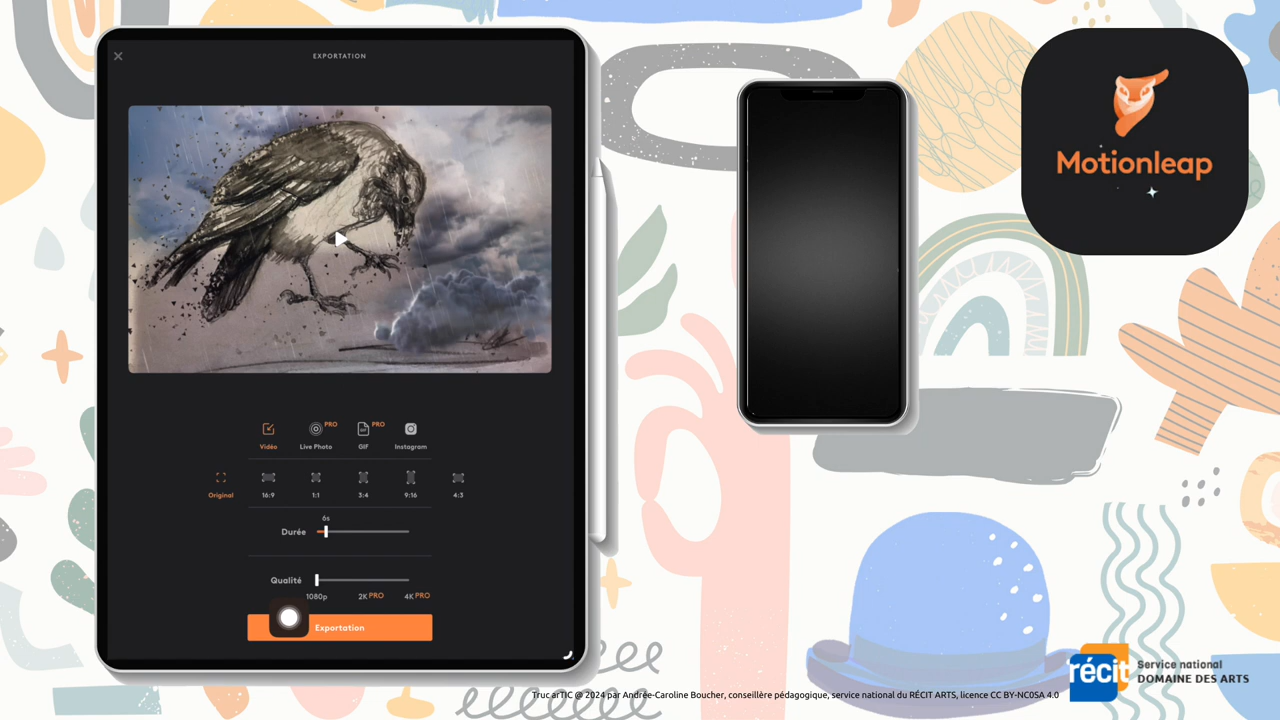 EXPORTATION
PRO PRO
Vidéo Live Photo GIF Instagram
Original 16:9 1:1 3:4 9:16 4:3
6s
Durée
Qualité
1080p 2K PRO 4K PRO
Exportation
Motionleap
récit
Service national
DOMAINE DES ARTS
Truc arTIC @ 2024 par Andrée-Caroline Boucher, conseillère pédagogique, service national du RÉCIT ARTS, licence CC BY-NC0SA 4.0